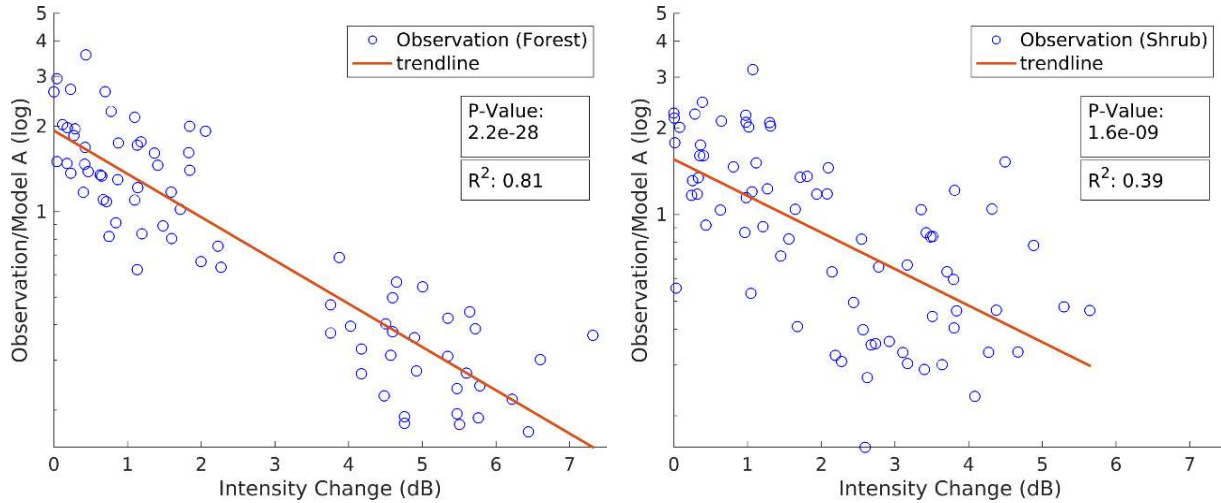 Observation/Model A (log)
5
4
3
2
1
Observation (Forest)
trendline
P-Value:
2.2e-28
R²: 0.81
0 1 2 3 4 5 6 7
Intensity Change (dB)
Observation/Model A (log)
5
4
3
2
1
Observation (Shrub)
trendline
P-Value:
1.6e-09
R²: 0.39
0 1 2 3 4 5 6 7
Intensity Change (dB)